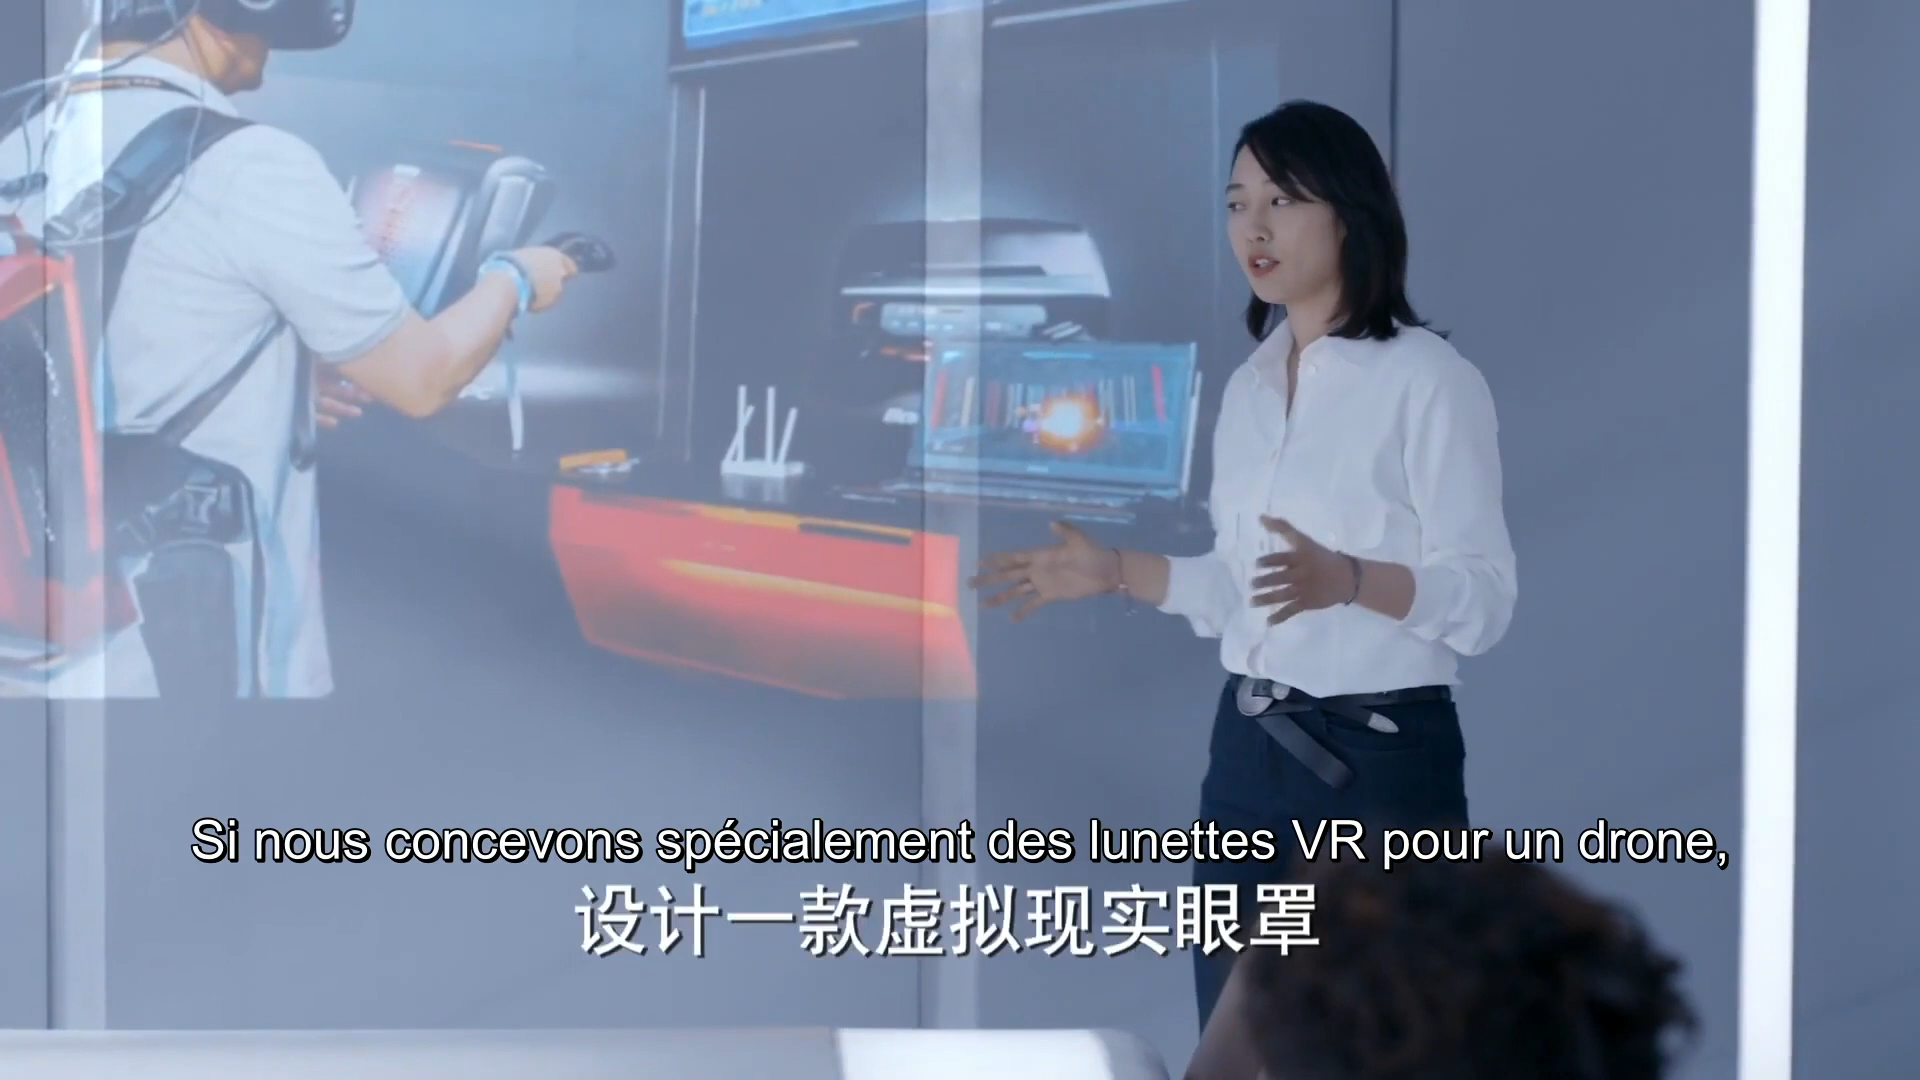 Si nous concevons spécialement des lunettes VR pour un drone,
设计一款虚拟现实眼罩